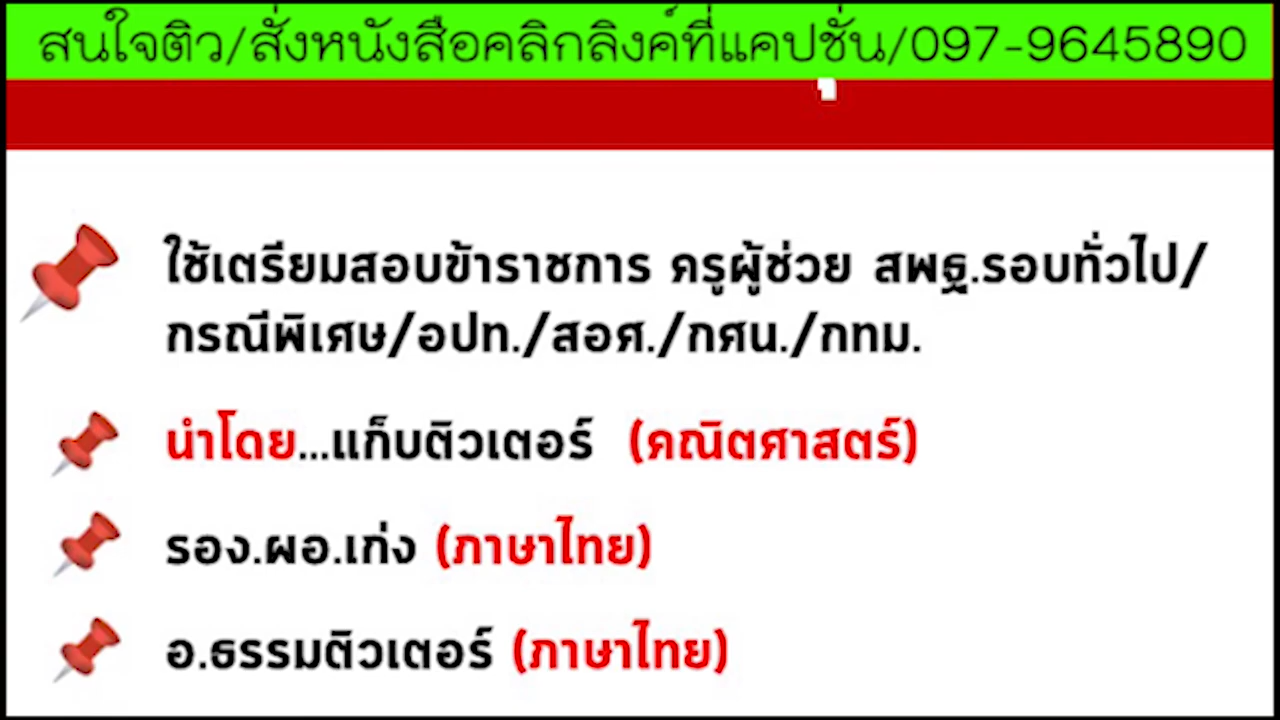 สนใจติว/สั่งหนังสือคลิกลิงค์ที่แคปชั่น/097-9645890
ใช้เตรียมสอบข้าราชการ ครูผู้ช่วย สพฐ.รอบทั่วไป/
กรณีพิเศษ/อปท./สอศ./กศน./กทม.
นำโดย...แก็บติวเตอร์ (คณิตศาสตร์)
รอง.ผอ.เก่ง (ภาษาไทย)
อ.ธรรมติวเตอร์ (ภาษาไทย)